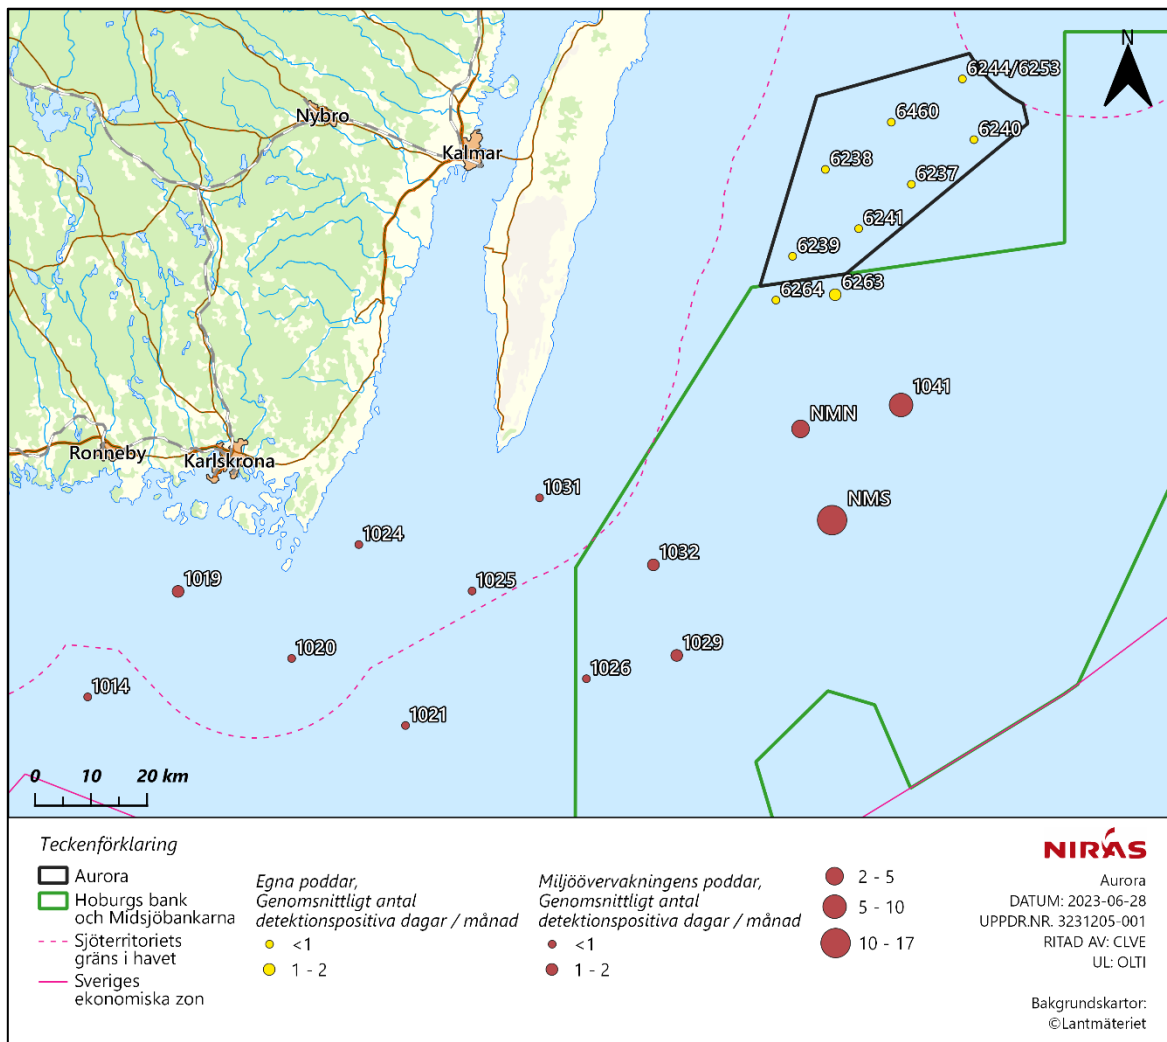 N
6244/6253
6460
6240
Nybro
Kalmar
6238
6237
6241
6239
6264
6263
1041
NMN
Ronneby
Karlskrona
1031
NMS
1024
1032
1019
1025
1020
1029
1026
1014
1021
0 10 20 km
Teckenförklaring
Aurora
Hoburgs bank
och Midsjöbankarna
Sjöterritoriets
gräns i havet
Sveriges
ekonomiska zon
Egna poddar,
Genomsnittligt antal
detektionspositiva dagar / månad
<1
1 - 2
Miljöövervakningens poddar,
Genomsnittligt antal
detektionspositiva dagar / månad
<1
1 - 2
2 - 5
5 - 10
10 - 17
NIRAS
Aurora
DATUM: 2023-06-28
UPPDR.NR. 3231205-001
RITAD AV: CLVE
UL: OLTI
Bakgrundskartor:
©Lantmäteriet